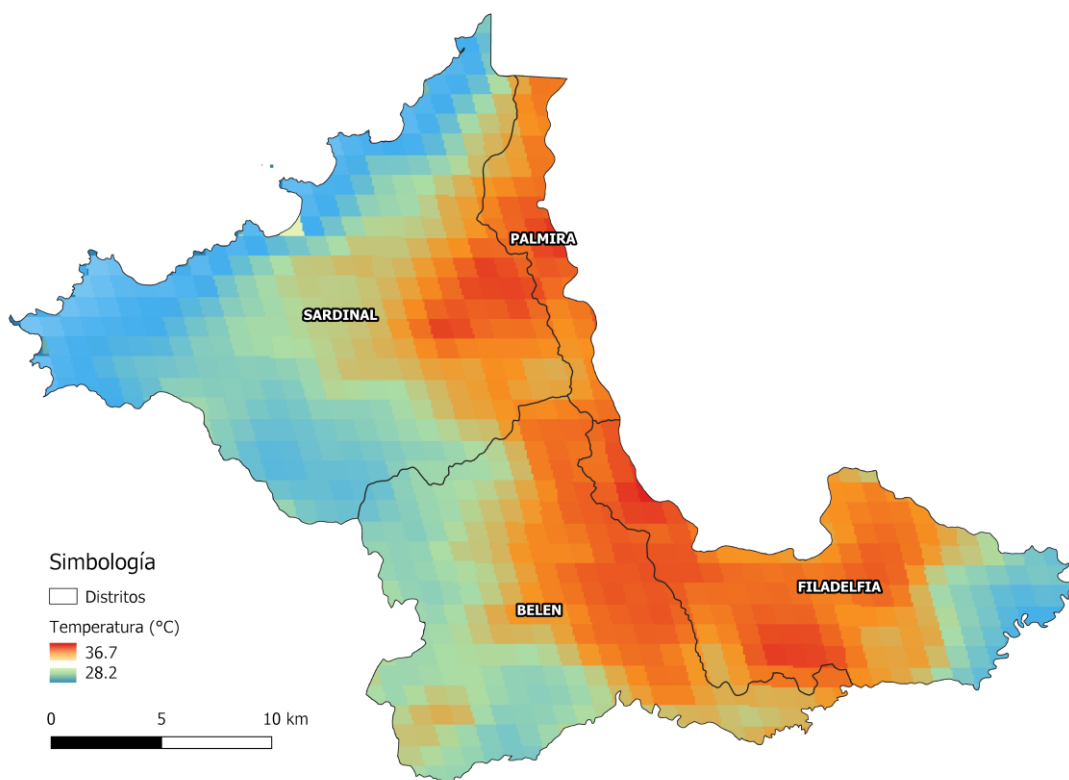 PALMIRA
SARDINAL
FILADELFIA
BELEN
Simbología
Distritos
Temperatura (°C)
36.7
28.2
0 5 10 km